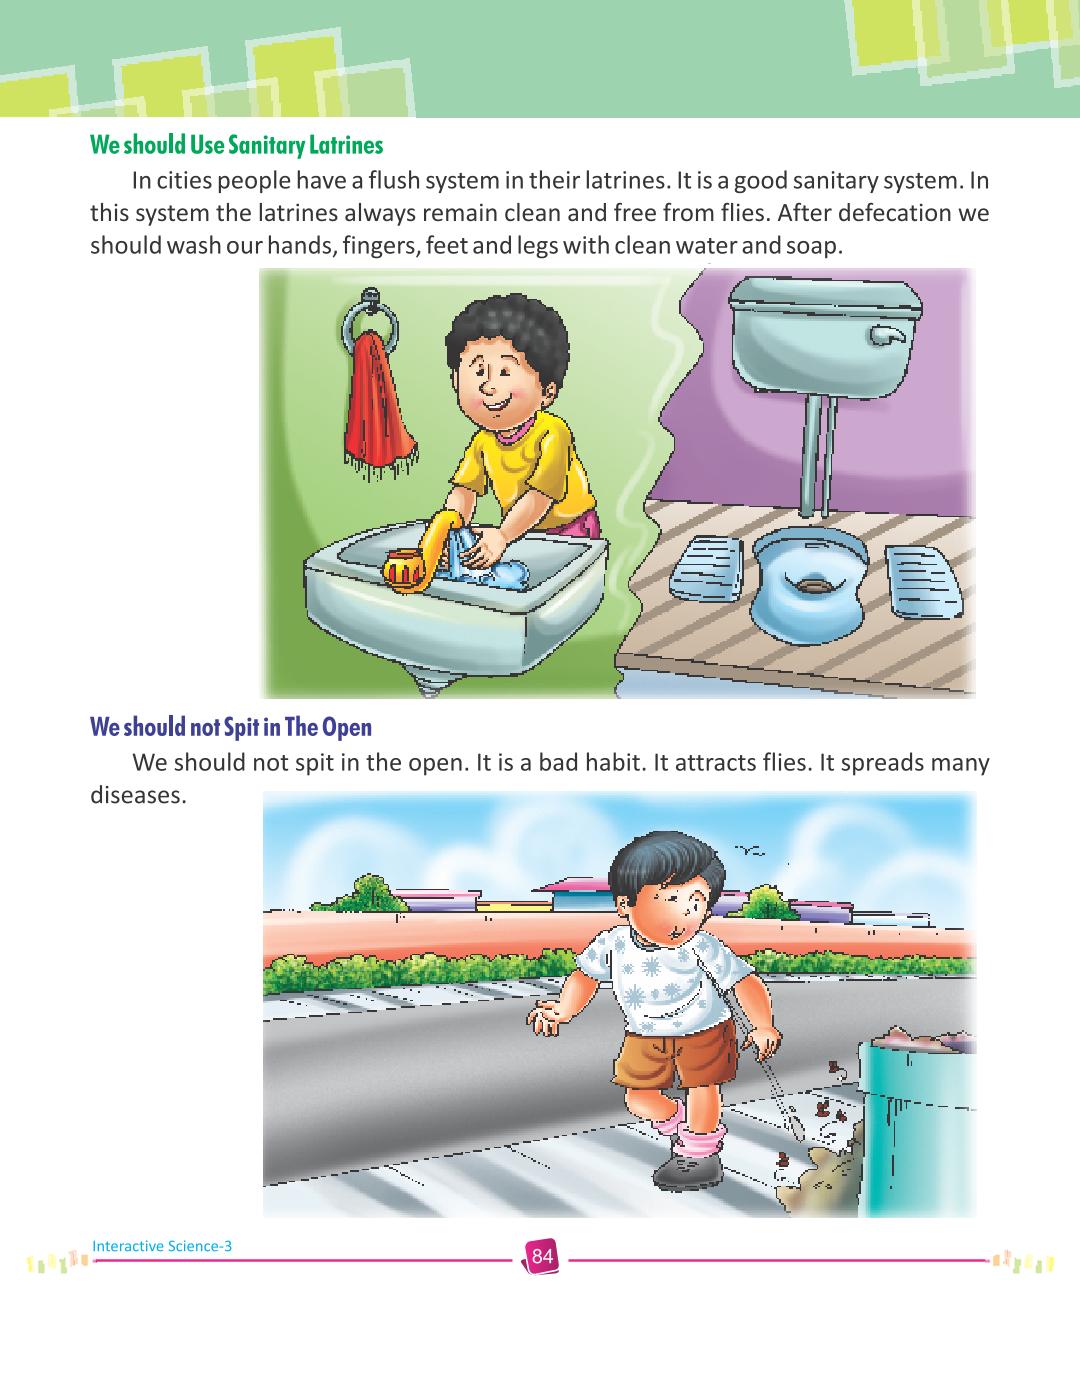 We should Use Sanitary Latrines
In cities people have a flush system in their latrines. It is a good sanitary system. In
this system the latrines always remain clean and free from flies. After defecation we
should wash our hands, fingers, feet and legs with clean water and soap.
We should not Spit in The Open
We should not spit in the open. It is a bad habit. It attracts flies. It spreads many
diseases.
Interactive Science-3
84